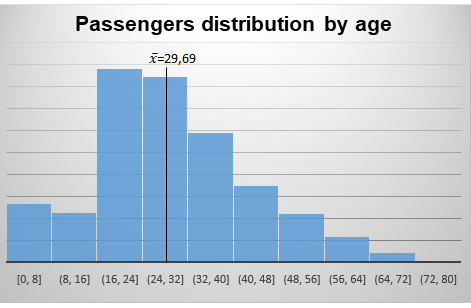 Passengers distribution by age
x̄=29,69
[0, 8] (8, 16] (16, 24] (24, 32] (32, 40] (40, 48] (48, 56] (56, 64] (64, 72] (72, 80]